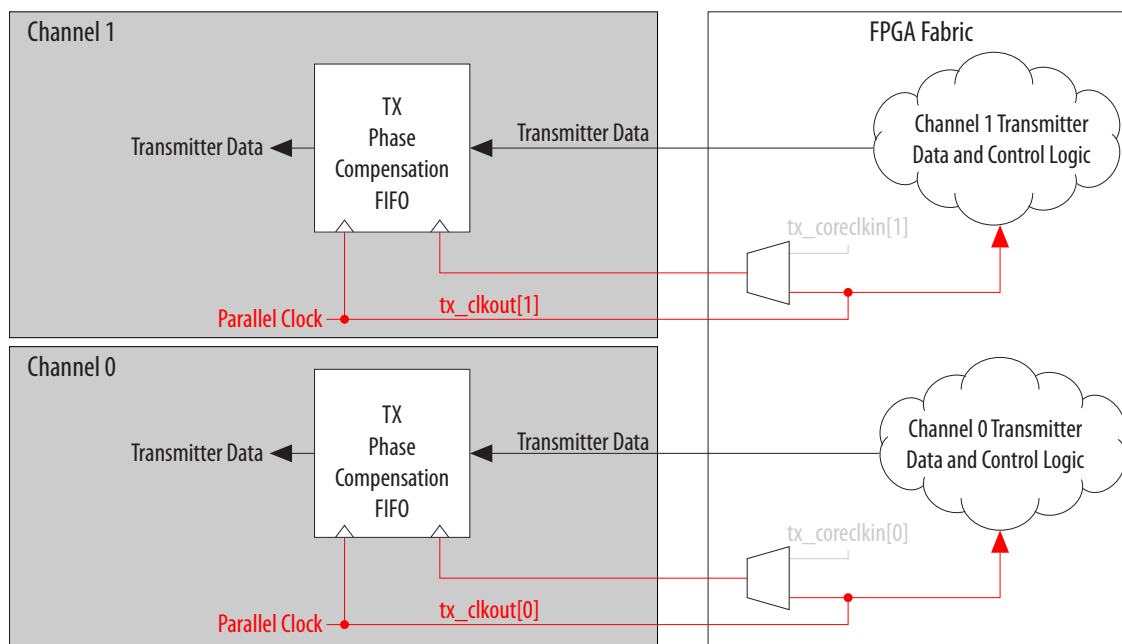 Channel 1
FPGA Fabric
TX
Phase
Compensation
FIFO
Transmitter Data
Transmitter Data
Channel 1 Transmitter
Data and Control Logic
tx_coreclkin[1]
tx_clkout[1]
Parallel Clock
Channel 0
TX
Phase
Compensation
FIFO
Transmitter Data
Transmitter Data
Channel 0 Transmitter
Data and Control Logic
tx_coreclkin[0]
tx_clkout[0]
Parallel Clock